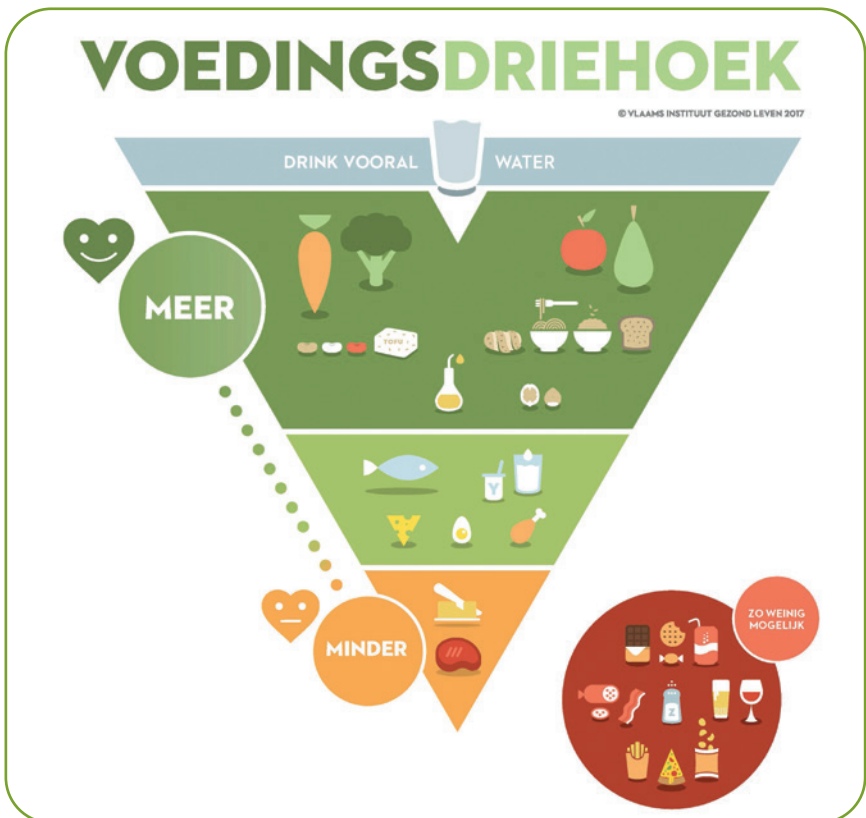 VOEDINGSDRIEHOEK
© VLAAMS INSTITUUT GEZOND LEVEN 2017
DRINK VOORAL WATER
MEER
TOFU
Y
MINDER
ZO WEINIG
MOGELIJK
Z